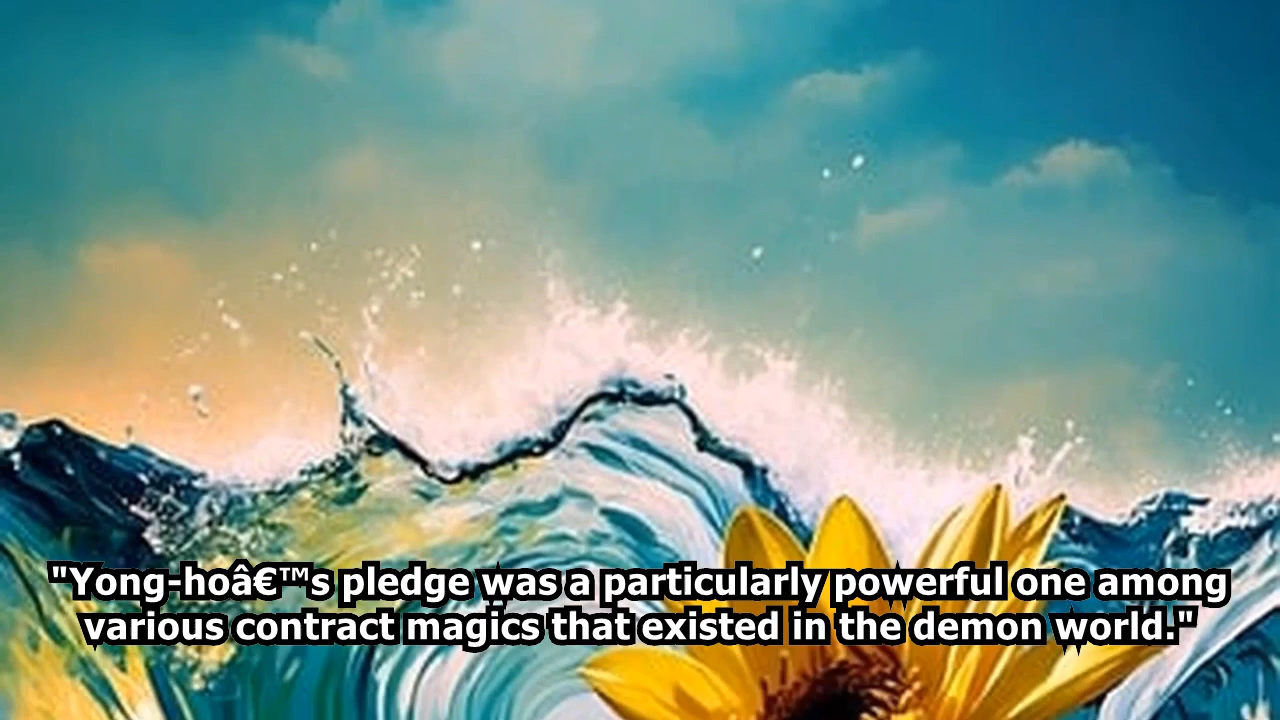 "Yong-hoâ€™s pledge was a particularly powerful one among
various contract magics that existed in the demon world."